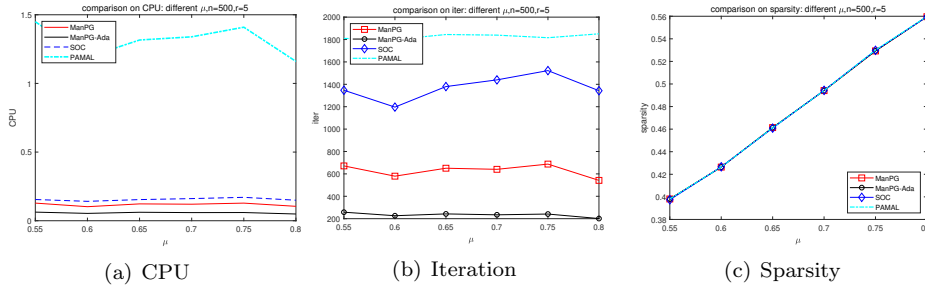 comparison on CPU: different μ,n=500,r=5
1.5
1
0.5
0
CPU
ManPG
ManPG-Ada
SOC
PAMAL
0.55 0.6 0.65 0.7 0.75 0.8
μ
(a) CPU
comparison on iter: different μ,n=500,r=5
2000
1800
1600
1400
1200
1000
800
600
400
200
iter
ManPG
ManPG-Ada
SOC
PAMAL
0.55 0.6 0.65 0.7 0.75 0.8
μ
(b) Iteration
comparison on sparsity: different μ,n=500,r=5
0.56
0.54
0.52
0.5
0.48
0.46
0.44
0.42
0.4
0.38
sparsity
ManPG
ManPG-Ada
SOC
PAMAL
0.55 0.6 0.65 0.7 0.75
μ
(c) Sparsity